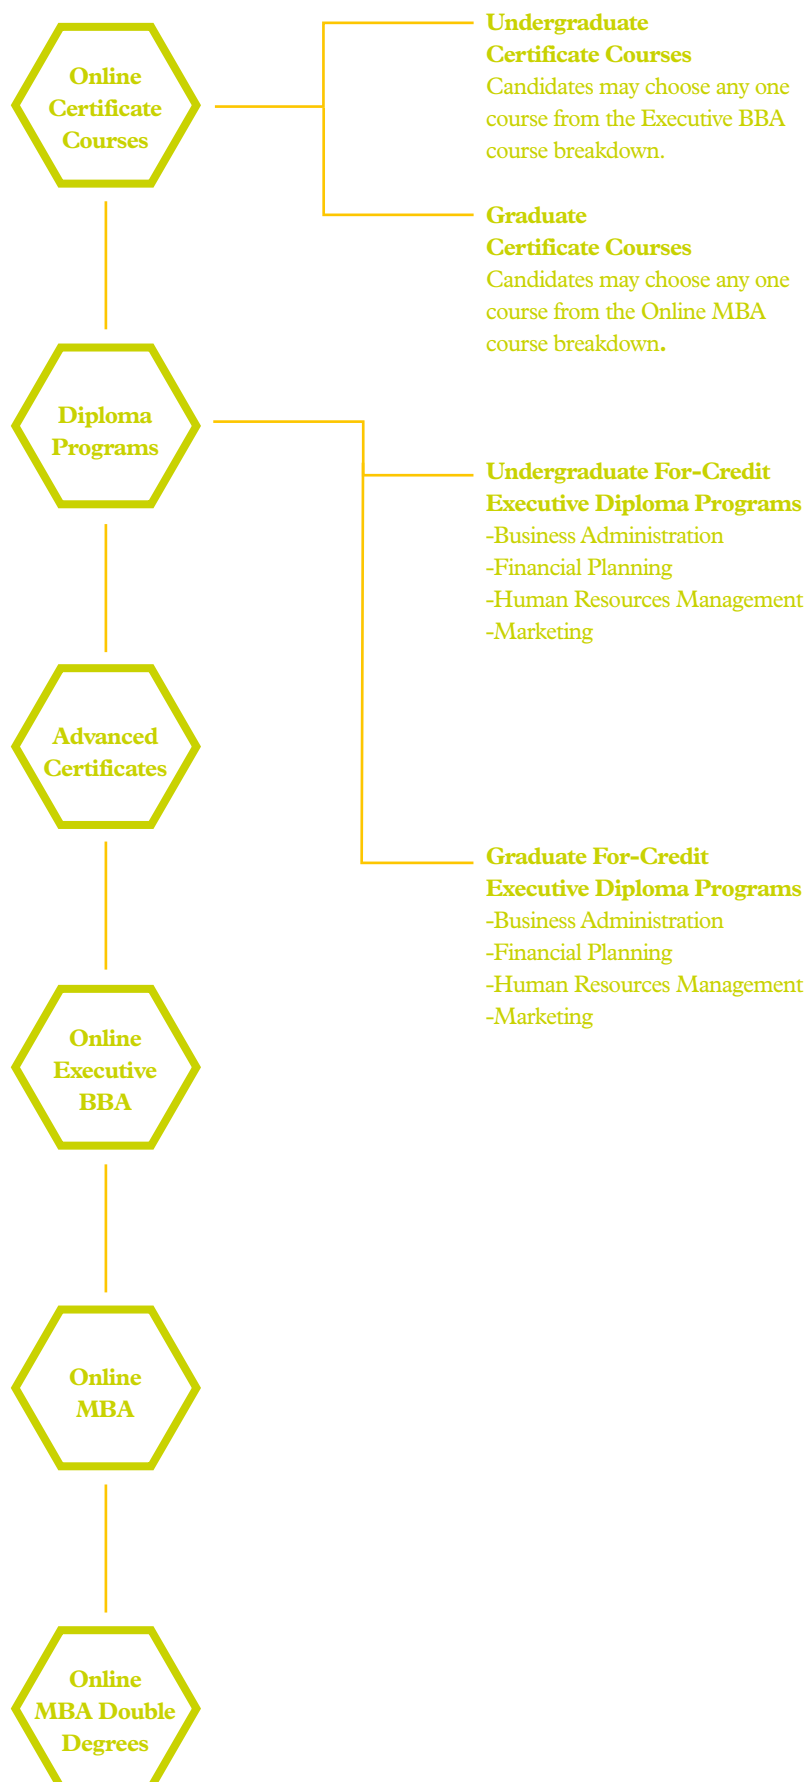 Online
Certificate
Courses
Undergraduate
Certificate Courses
Candidates may choose any one
course from the Executive BBA
course breakdown.
Graduate
Certificate Courses
Candidates may choose any one
course from the Online MBA
course breakdown.
Diploma
Programs
Undergraduate For-Credit
Executive Diploma Programs
-Business Administration
-Financial Planning
-Human Resources Management
-Marketing
Advanced
Certificates
Graduate For-Credit
Executive Diploma Programs
-Business Administration
-Financial Planning
-Human Resources Management
-Marketing
Online
Executive
BBA
Online
MBA
Online
MBA Double
Degrees